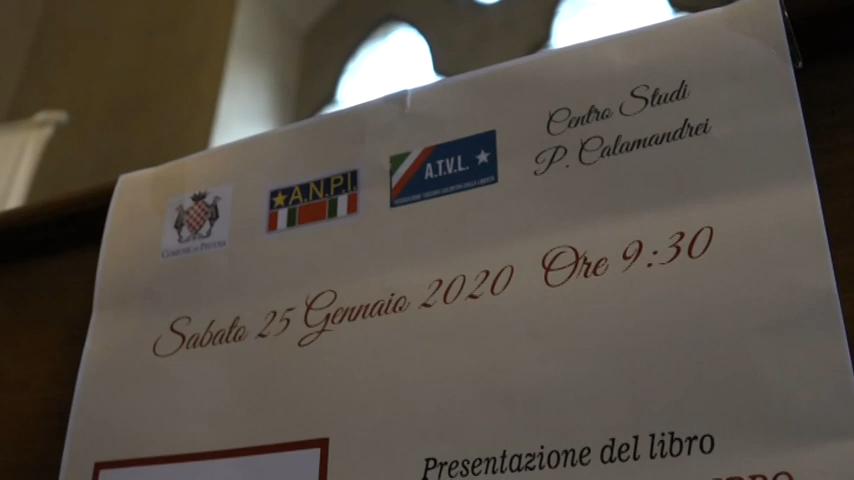 Centro Studi
P. Calamandrei
A.N.P.I.
A.T.V.L.
COMUNE DI PISTOIA
Sabato 25 Gennaio 2020 Ore 9:30
Presentazione del libro